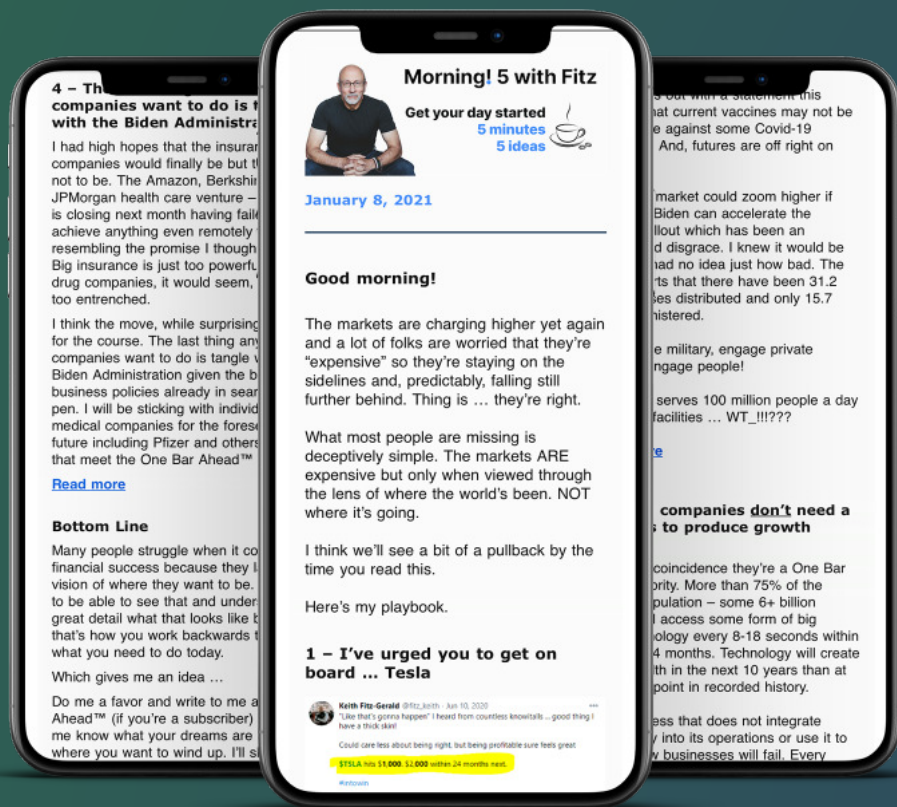 4 – Th
companies want to do is t
with the Biden Administra
I had high hopes that the insuran
companies would finally be but th
not to be. The Amazon, Berkshir
JPMorgan health care venture –
is closing next month having faile
achieve anything even remotely
resembling the promise I though
Big insurance is just too powerfu
drug companies, it would seem,
too entrenched.
I think the move, while surprising
for the course. The last thing any
companies want to do is tangle w
Biden Administration given the b
business policies already in sear
pen. I will be sticking with individ
medical companies for the forese
future including Pfizer and others
that meet the One Bar Ahead™
Read more
Bottom Line
Many people struggle when it co
financial success because they la
vision of where they want to be.
to be able to see that and under
great detail what that looks like b
that's how you work backwards t
what you need to do today.
Which gives me an idea …
Do me a favor and write to me a
Ahead™ (if you're a subscriber)
me know what your dreams are
where you want to wind up. I'll sh
Morning! 5 with Fitz
Get your day started
5 minutes
5 ideas
January 8, 2021
Good morning!
The markets are charging higher yet again
and a lot of folks are worried that they're
“expensive” so they're staying on the
sidelines and, predictably, falling still
further behind. Thing is … they're right.
What most people are missing is
deceptively simple. The markets ARE
expensive but only when viewed through
the lens of where the world's been. NOT
where it's going.
I think we'll see a bit of a pullback by the
time you read this.
Here's my playbook.
1 – I've urged you to get on
board … Tesla
Keith Fitz-Gerald @fitz_keith · Jun 10, 2020
"Like that's gonna happen" I heard from countless knowitalls ... good thing I
have a thick skin!
Could care less about being right, but being profitable sure feels great
$TSLA hits $1,000. $2,000 within 24 months next.
#intowin
s out with a statement this
hat current vaccines may not be
e against some Covid-19
And, futures are off right on
market could zoom higher if
Biden can accelerate the
llout which has been an
d disgrace. I knew it would be
had no idea just how bad. The
rts that there have been 31.2
ses distributed and only 15.7
nistered.
e military, engage private
ngage people!
serves 100 million people a day
facilities … WT_!!!???
re
companies don't need a
s to produce growth
coincidence they're a One Bar
ority. More than 75% of the
pulation – some 6+ billion
l access some form of big
nology every 8-18 seconds within
4 months. Technology will create
lth in the next 10 years than at
point in recorded history.
ess that does not integrate
y into its operations or use it to
w businesses will fail. Every